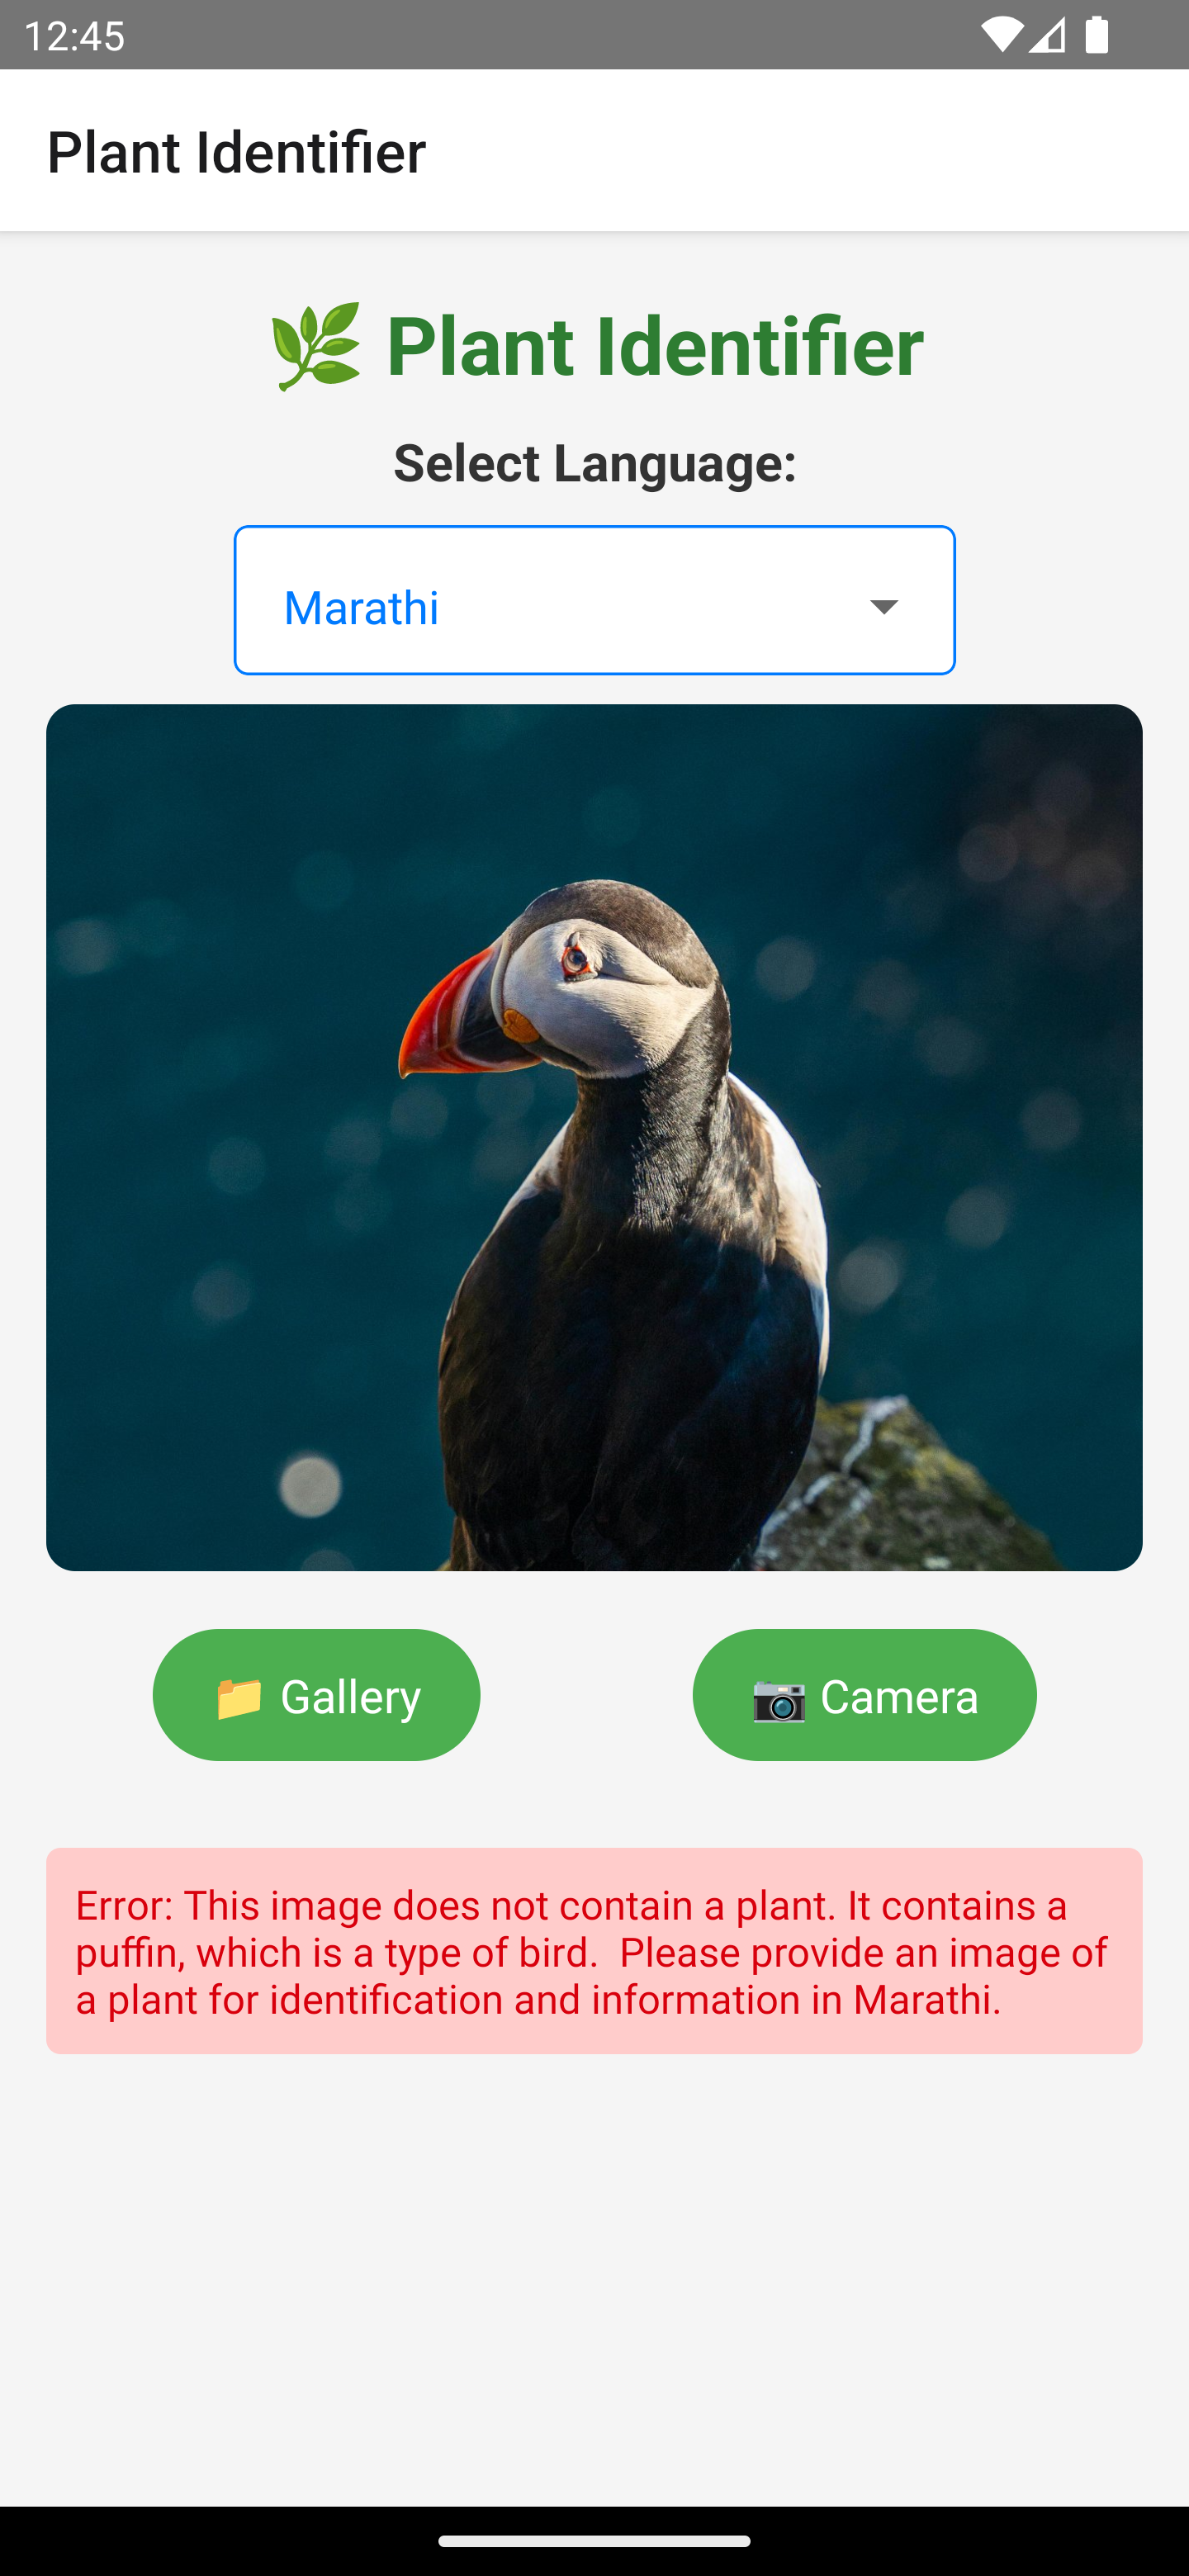 12:45
Plant Identifier
🌿 Plant Identifier
Select Language:
Marathi
📁 Gallery
📷 Camera
Error: This image does not contain a plant. It contains a
puffin, which is a type of bird.  Please provide an image of
a plant for identification and information in Marathi.